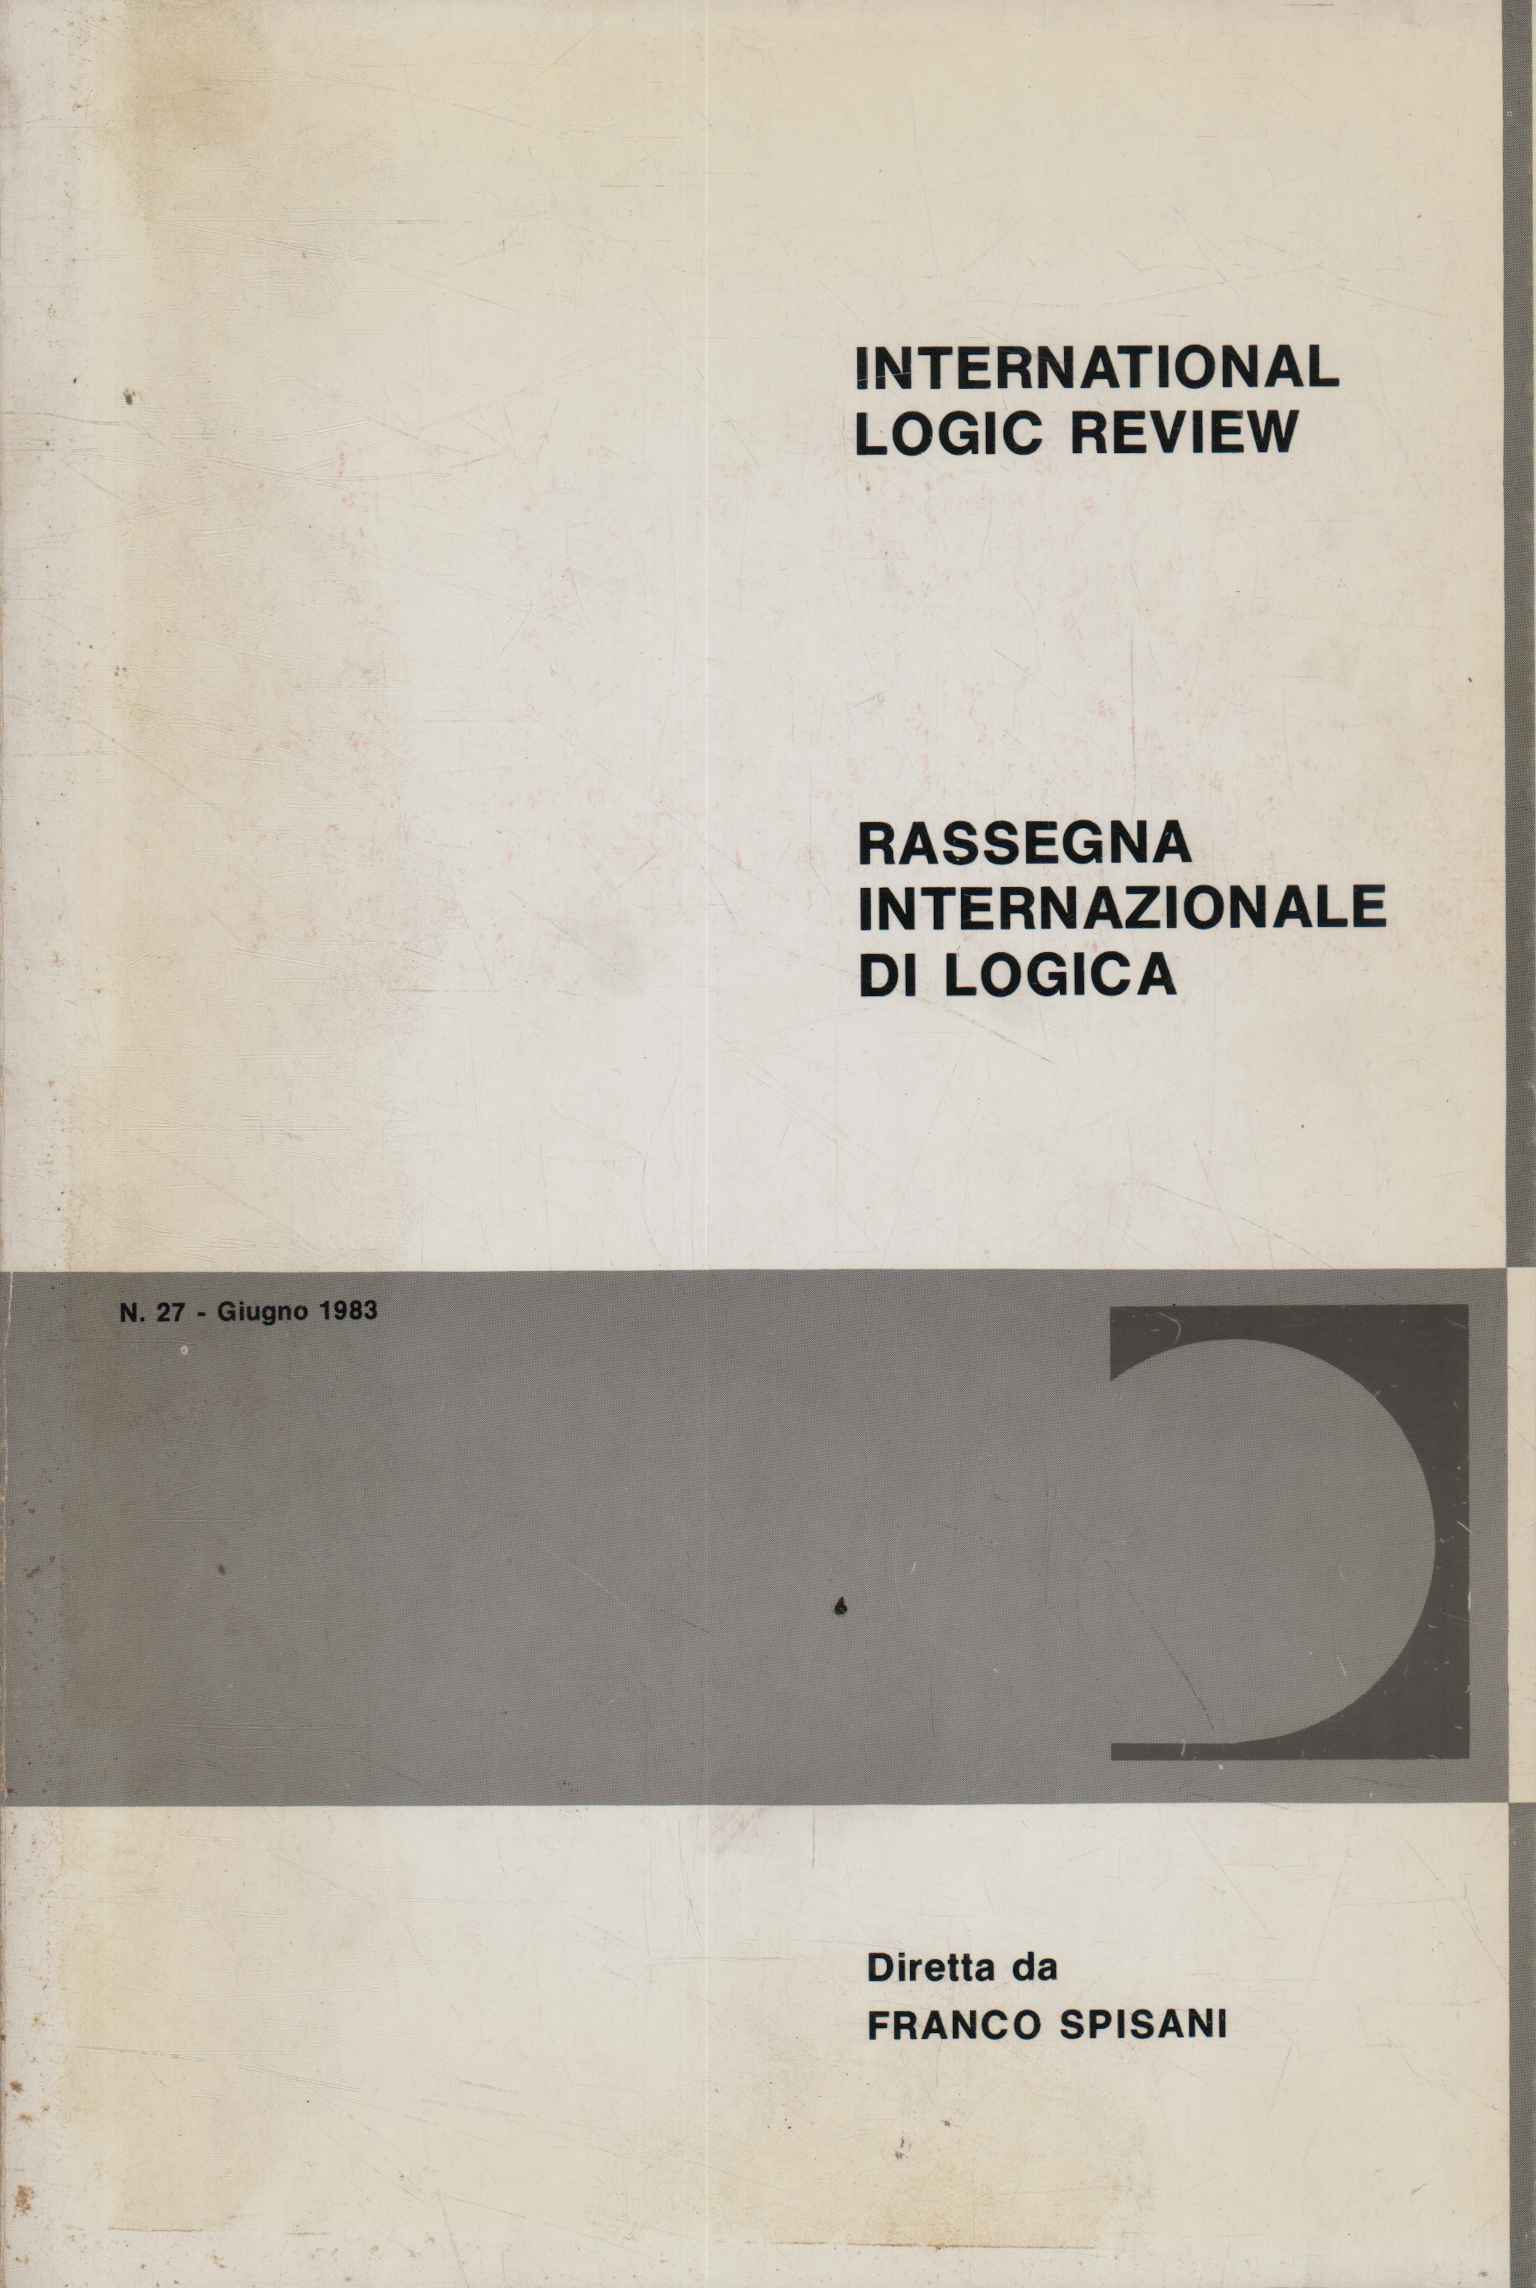 INTERNATIONAL
LOGIC REVIEW
RASSEGNA
INTERNAZIONALE
DI LOGICA
N. 27 - Giugno 1983
Diretta da
FRANCO SPISANI